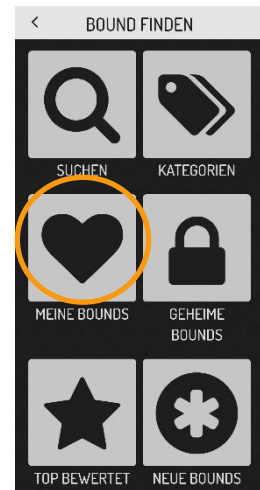 BOUND FINDEN
SUCHEN
KATEGORIEN
MEINE BOUNDS
GEHEIME
BOUNDS
TOP BEWERTET
NEUE BOUNDS